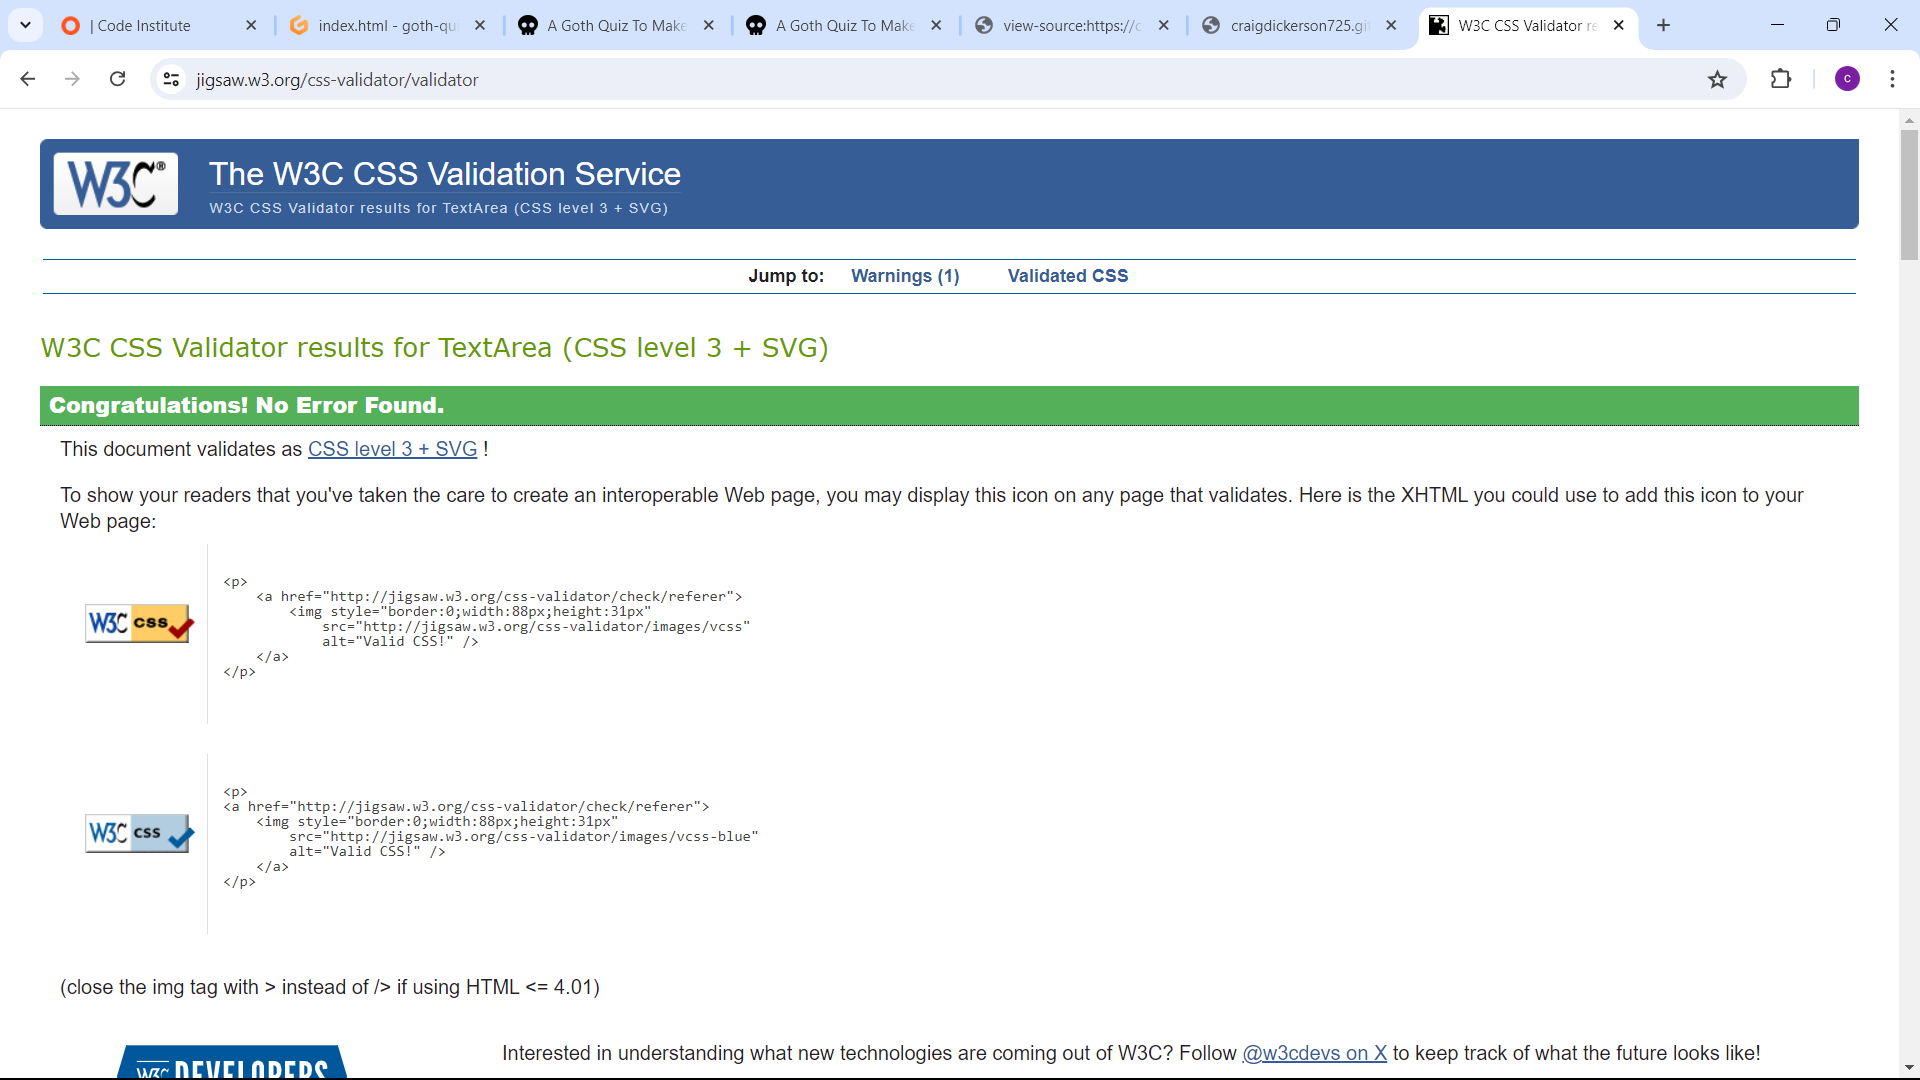 | Code Institute
index.html - goth-qu
A Goth Quiz To Make
A Goth Quiz To Make
view-source:https://c
craigdickerson725.git
W3C CSS Validator re
jigsaw.w3.org/css-validator/validator
C
W3C®
The W3C CSS Validation Service
W3C CSS Validator results for TextArea (CSS level 3 + SVG)
Jump to: Warnings (1) Validated CSS
W3C CSS Validator results for TextArea (CSS level 3 + SVG)
Congratulations! No Error Found.
This document validates as CSS level 3 + SVG !
To show your readers that you've taken the care to create an interoperable Web page, you may display this icon on any page that validates. Here is the XHTML you could use to add this icon to your
Web page:
W3C css
<p>
<a href="http://jigsaw.w3.org/css-validator/check/referer">
<img style="border:0;width:88px;height:31px"
src="http://jigsaw.w3.org/css-validator/images/vcss"
alt="Valid CSS!" />
</a>
</p>
W3C css
<p>
<a href="http://jigsaw.w3.org/css-validator/check/referer">
<img style="border:0;width:88px;height:31px"
src="http://jigsaw.w3.org/css-validator/images/vcss-blue"
alt="Valid CSS!" />
</a>
</p>
(close the img tag with > instead of /> if using HTML <= 4.01)
W3C DEVELOPERS
Interested in understanding what new technologies are coming out of W3C? Follow @w3cdevs on X to keep track of what the future looks like!